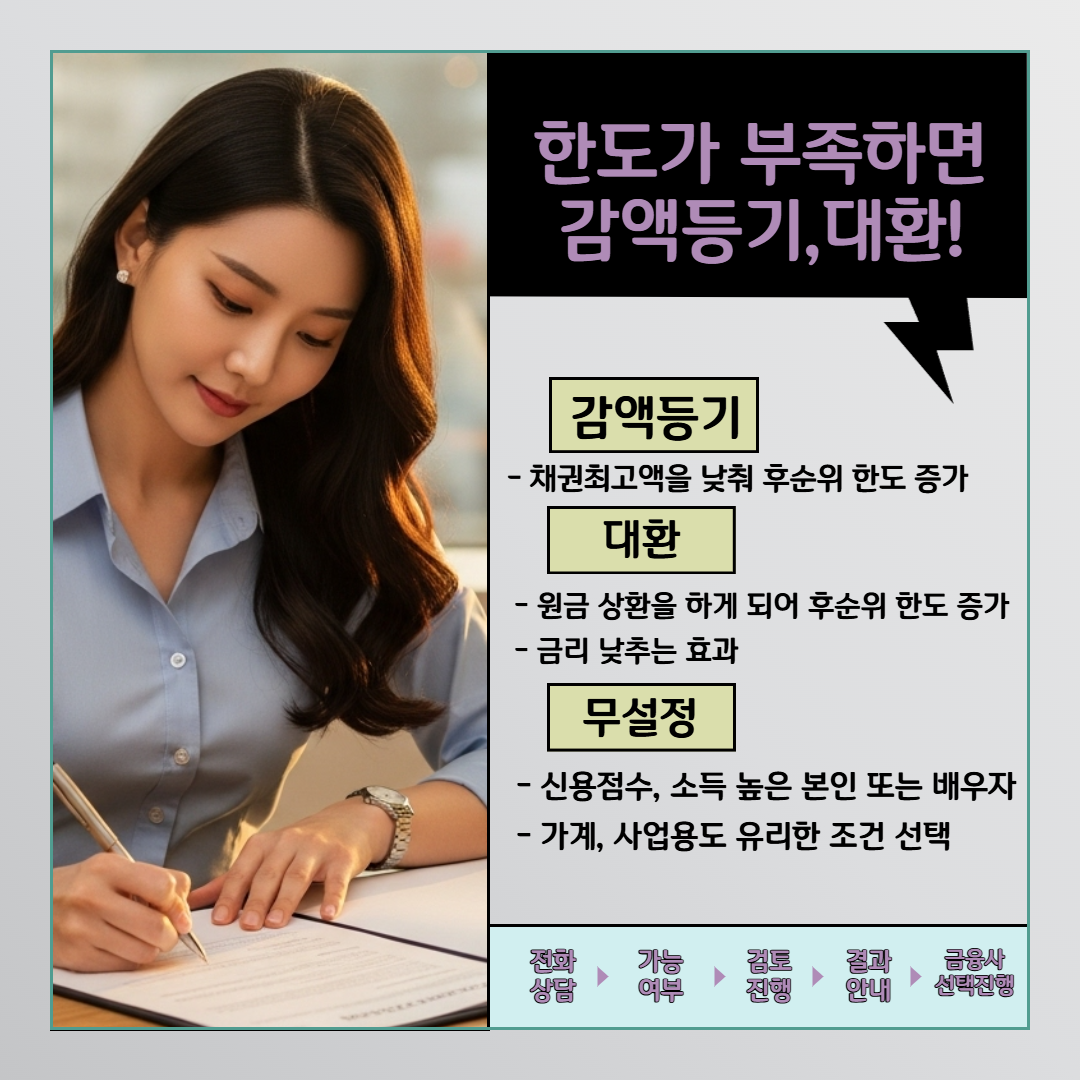 한도가 부족하면
감액등기,대환!
감액등기
- 채권최고액을 낮춰 후순위 한도 증가
대환
- 원금 상환을 하게 되어 후순위 한도 증가
- 금리 낮추는 효과
무설정
- 신용점수, 소득 높은 본인 또는 배우자
- 가계, 사업용도 유리한 조건 선택
전화
상담
가능
여부
검토
진행
결과
안내
금융사
선택진행